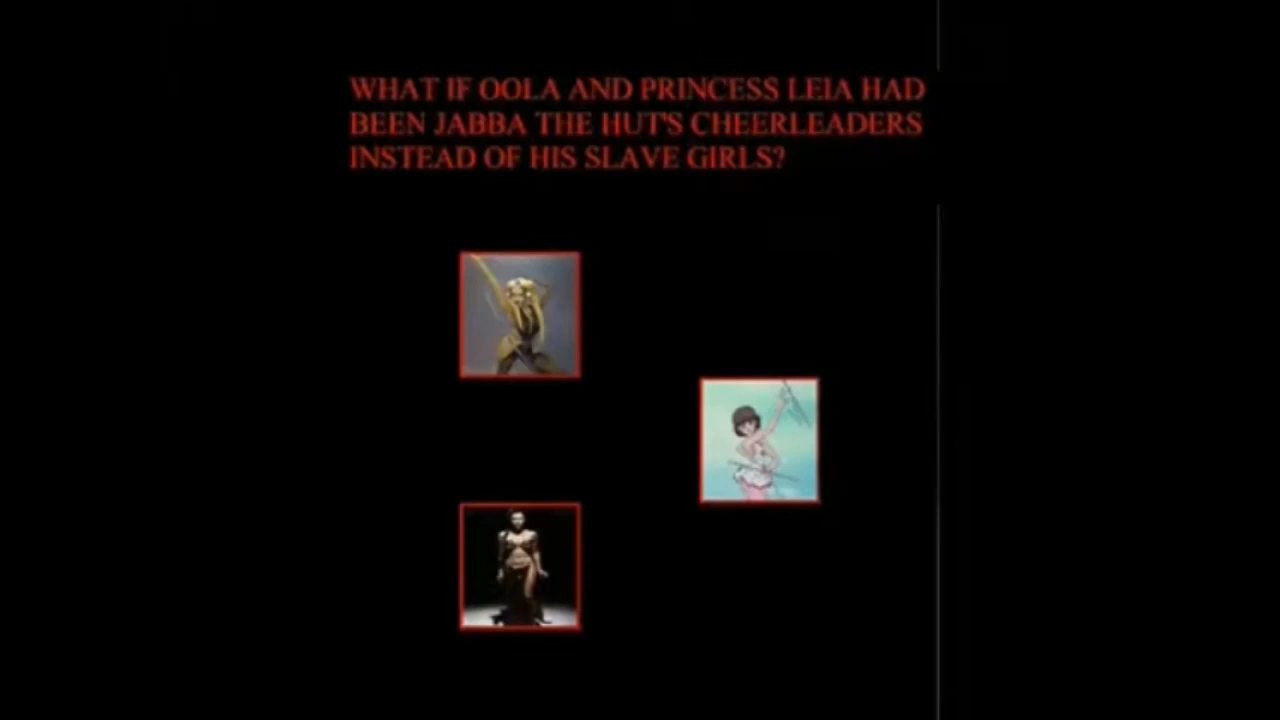 WHAT IF OOLA AND PRINCESS LEIA HAD
BEEN JABBA THE HUT'S CHEERLEADERS
INSTEAD OF HIS SLAVE GIRLS?